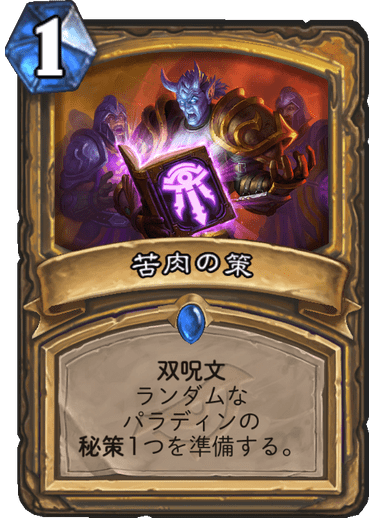 1
苦肉の策
双呪文
ランダムな
パラディンの
秘策1つを準備する。